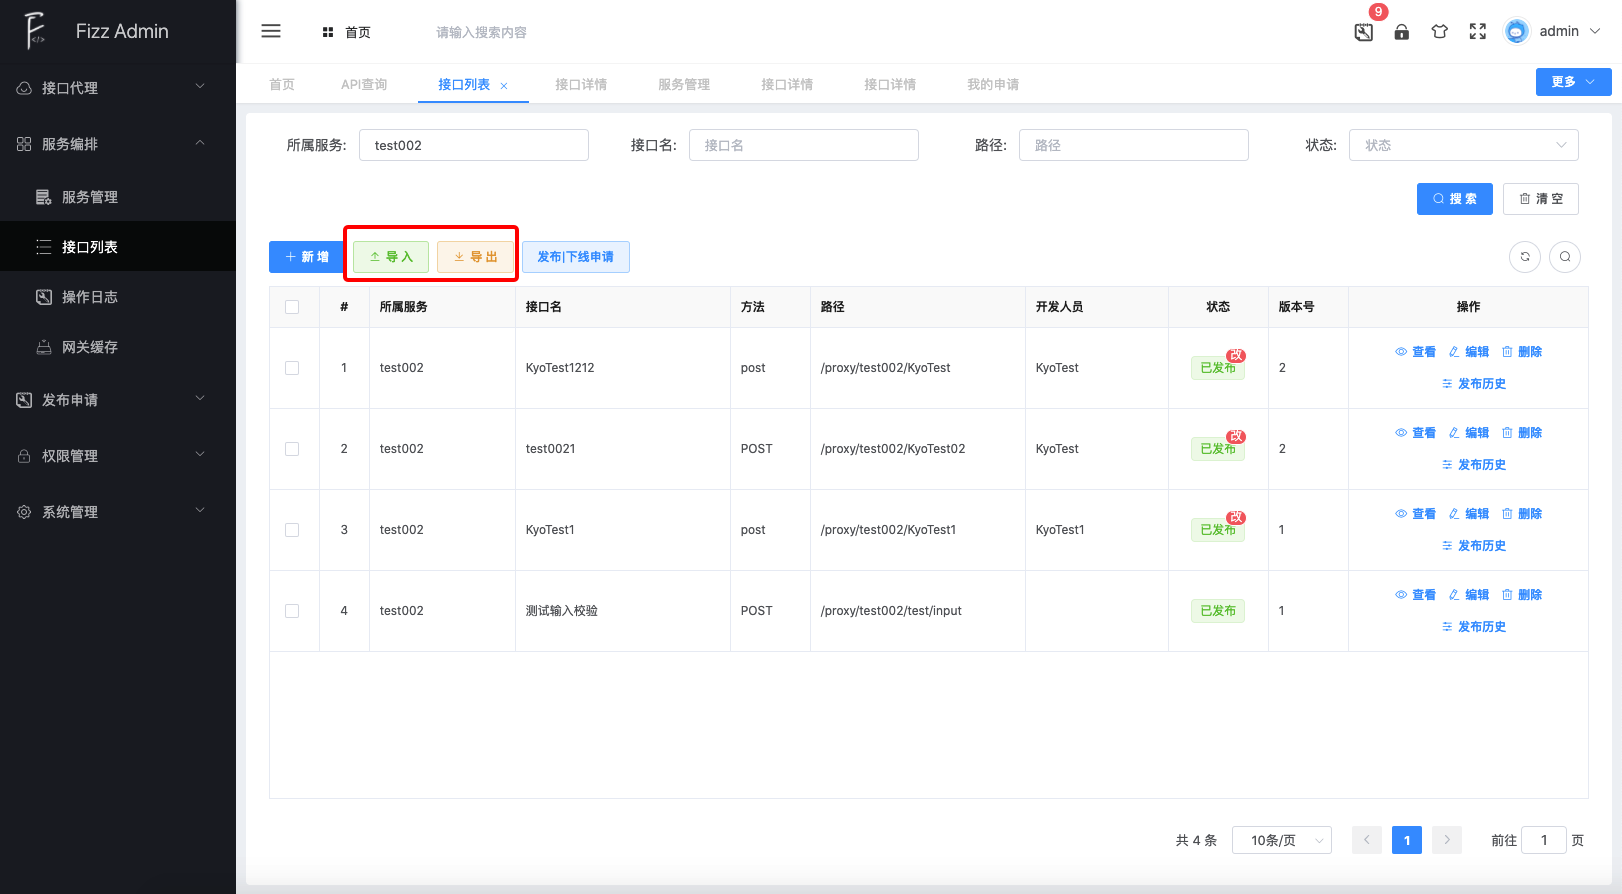 Fizz Admin
首页
请输入搜索内容
9
admin
接口代理
服务编排
服务管理
接口列表
操作日志
网关缓存
发布申请
权限管理
系统管理
首页 API查询 接口列表 接口详情 服务管理 接口详情 接口详情 我的申请
更多
所属服务: test002 接口名: 接口名 路径: 路径 状态: 状态
搜 索 清 空
新 增 导 入 导 出 发布|下线申请
# 所属服务 接口名 方法 路径 开发人员 状态 版本号 操作
1 test002 KyoTest1212 post /proxy/test002/KyoTest KyoTest 已发布 改 2 查看 编辑 删除
发布历史
2 test002 test0021 POST /proxy/test002/KyoTest02 KyoTest 已发布 改 2 查看 编辑 删除
发布历史
3 test002 KyoTest1 post /proxy/test002/KyoTest1 KyoTest1 已发布 改 1 查看 编辑 删除
发布历史
4 test002 测试输入校验 POST /proxy/test002/test/input 已发布 1 查看 编辑 删除
发布历史
共 4 条 10条/页 1 前往 1 页